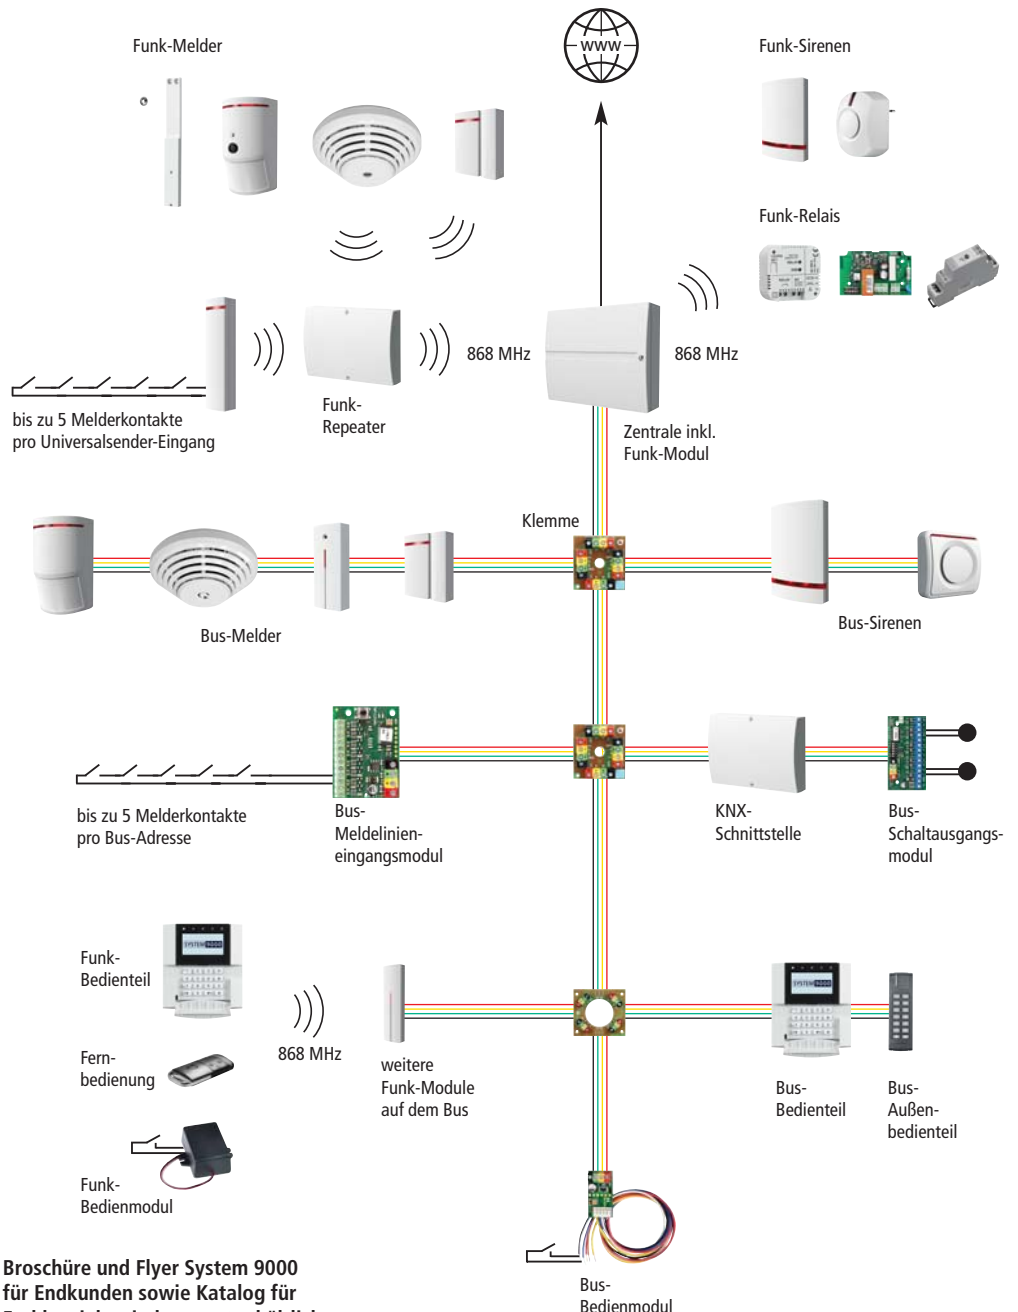 Funk-Melder
www
Funk-Sirenen
Funk-Relais
868 MHz
868 MHz
Funk-
Repeater
bis zu 5 Melderkontakte
pro Universalsender-Eingang
Zentrale inkl.
Funk-Modul
Klemme
Bus-Melder
Bus-Sirenen
bis zu 5 Melderkontakte
pro Bus-Adresse
Bus-
Meldelinien-
eingangsmodul
KNX-
Schnittstelle
Bus-
Schaltausgangs-
modul
Funk-
Bedienteil
SYSTEM 9000
868 MHz
Fern-
bedienung
weitere
Funk-Module
auf dem Bus
SYSTEM 9000
Bus-
Bedienteil
Bus-
Außen-
bedienteil
Funk-
Bedienmodul
Bus-
Bedienmodul
Broschüre und Flyer System 9000
für Endkunden sowie Katalog für